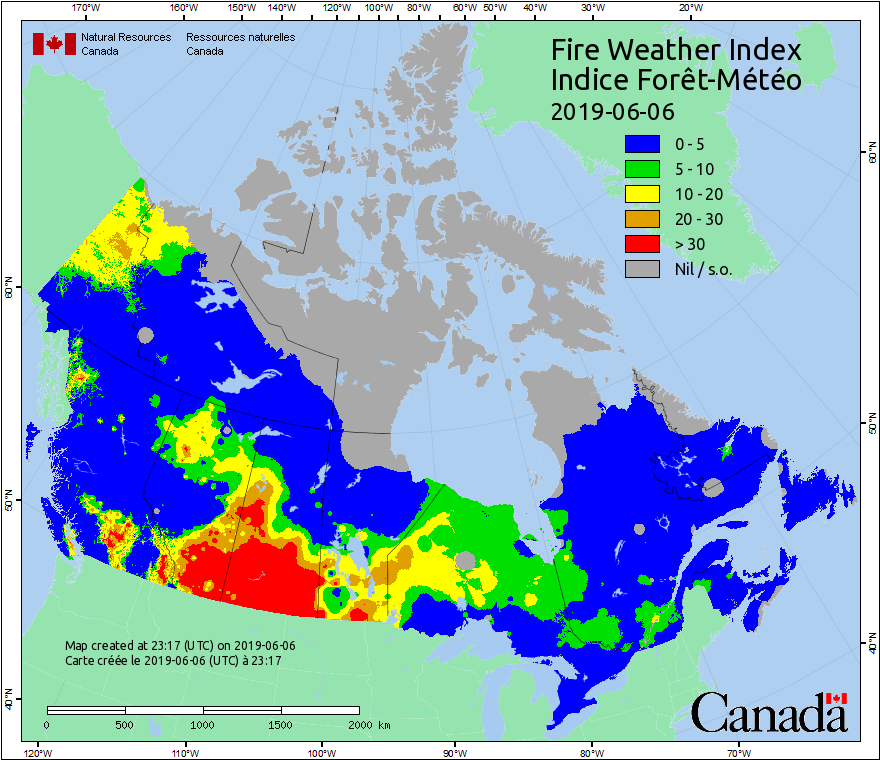 170°W 160°W 150°W 140°W 130°W 120°W 110°W 100°W 90°W 80°W 60°W 50°W 40°W 30°W 20°W
Natural Resources Ressources naturelles
Canada Canada
Fire Weather Index
Indice Forêt-Météo
2019-06-06
0 - 5
5 - 10
10 - 20
20 - 30
> 30
Nil / s.o.
60°N
60°N
50°N
50°N
40°N
40°N
Map created at 23:17 (UTC) on 2019-06-06
Carte créée le 2019-06-06 (UTC) à 23:17
0 500 1000 1500 2000 km
Canada
120°W 110°W 100°W 90°W 80°W 70°W